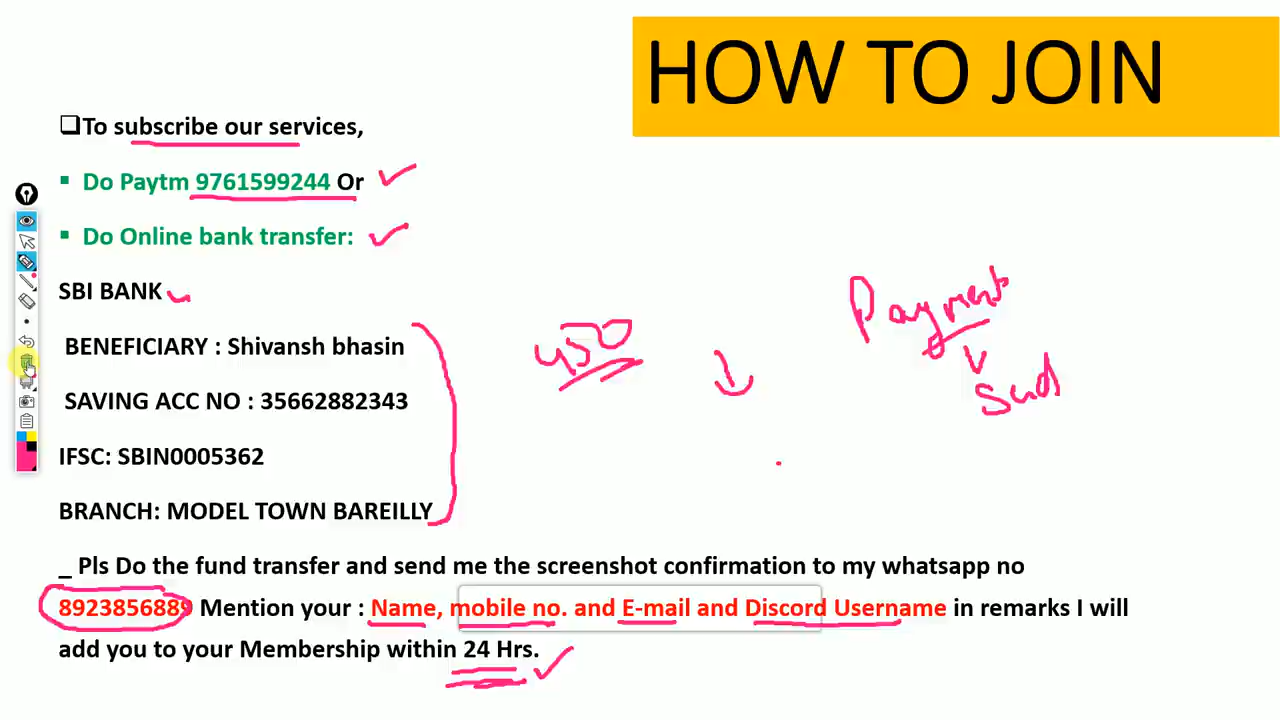 HOW TO JOIN
To subscribe our services,
Do Paytm 9761599244 Or
Do Online bank transfer:
SBI BANK
BENEFICIARY : Shivansh bhasin
SAVING ACC NO : 35662882343
IFSC: SBIN0005362
BRANCH: MODEL TOWN BAREILLY
450
Payment
_ Pls Do the fund transfer and send me the screenshot confirmation to my whatsapp no
8923856889 Mention your : Name, mobile no. and E-mail and Discord Username in remarks I will
add you to your Membership within 24 Hrs.